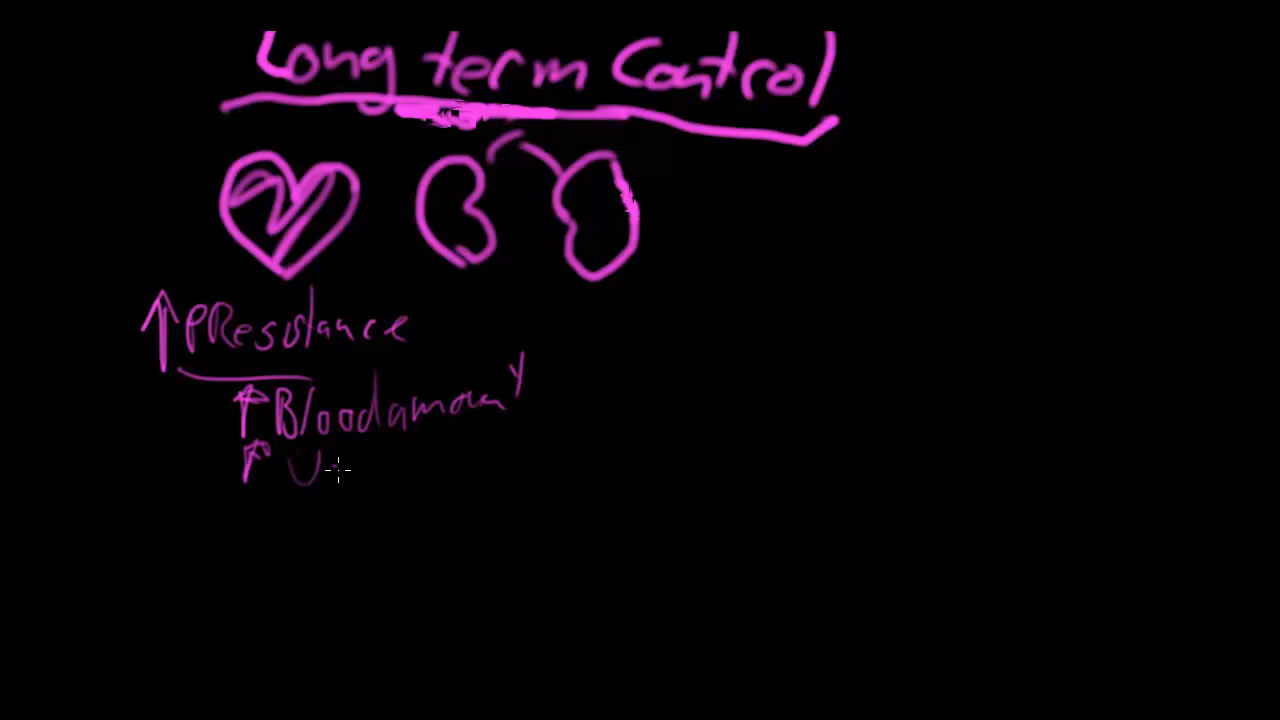 Long term Control
↑ PResistance
↑ Bloodamount
↑ U